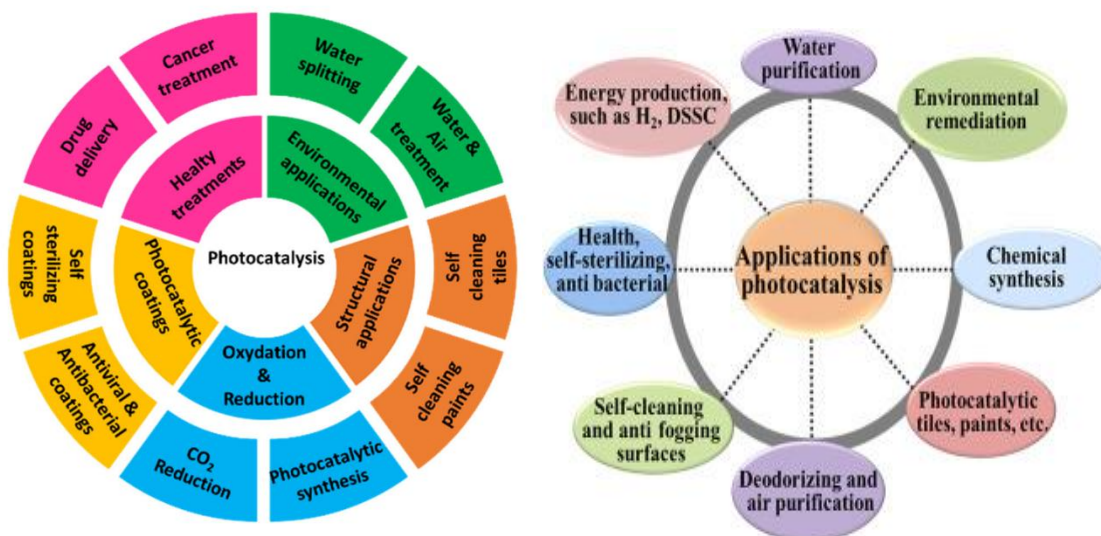 Cancer
treatment
Water
splitting
Drug
delivery
Water &
Air
treatment
Healty
treatments
Environmental
applications
Photocatalysis
Self
sterilizing
coatings
Photocatalytic
coatings
Structural
applications
Self
cleaning
tiles
Oxydation
&
Reduction
Antiviral &
Antibacterial
coatings
Self
cleaning
paints
CO₂
Reduction
Photocatalytic
synthesis
Water
purification
Energy production,
such as H₂, DSSC
Environmental
remediation
Health,
self-sterilizing,
anti bacterial
Applications of
photocatalysis
Chemical
synthesis
Self-cleaning
and anti fogging
surfaces
Photocatalytic
tiles, paints, etc.
Deodorizing and
air purification